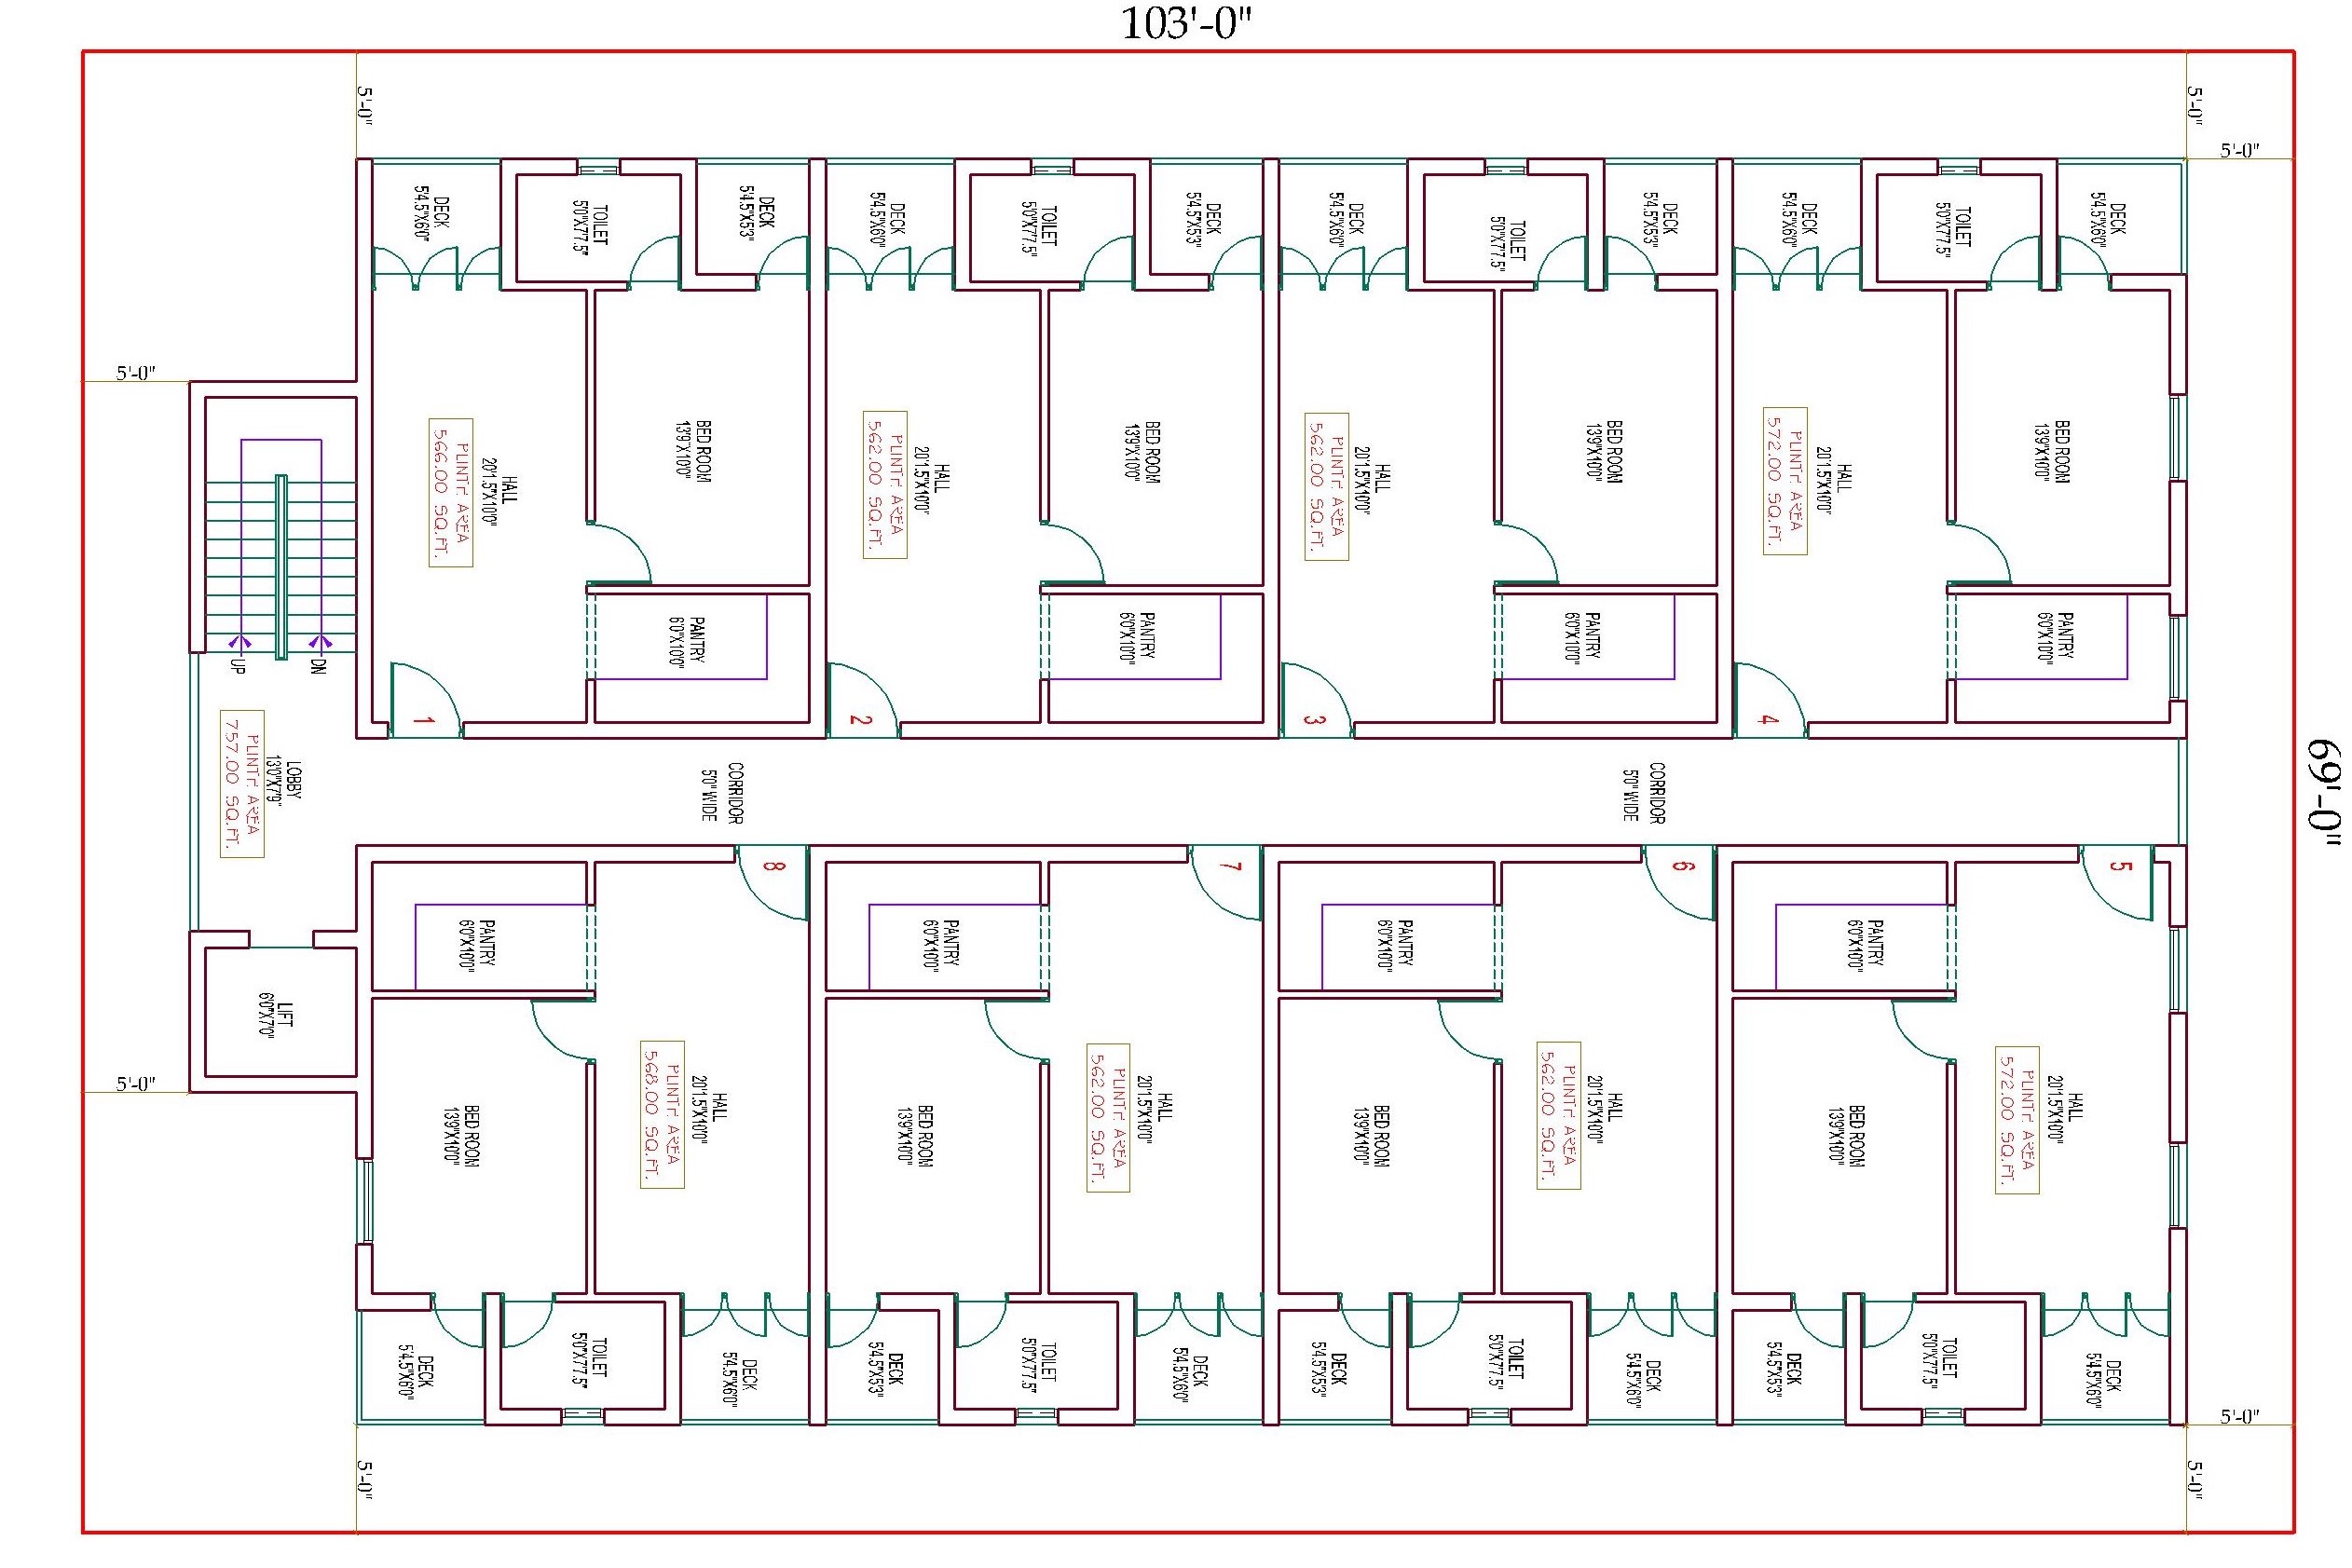 103'-0"
5'-0"
5'-0"
5'-0"
DECK
5'4.5"X6'0"
TOILET
5'0"X7'7.5"
DECK
5'4.5"X5'3"
DECK
5'4.5"X6'0"
TOILET
5'0"X7'7.5"
DECK
5'4.5"X5'3"
DECK
5'4.5"X6'0"
TOILET
5'0"X7'7.5"
DECK
5'4.5"X5'3"
DECK
5'4.5"X6'0"
TOILET
5'0"X7'7.5"
DECK
5'4.5"X6'0"
5'-0"
HALL
20'1.5"X10'0"
PLINTH AREA
566.00 SQ.FT.
BED ROOM
13'9"X10'0"
HALL
20'1.5"X10'0"
PLINTH AREA
562.00 SQ.FT.
BED ROOM
13'9"X10'0"
HALL
20'1.5"X10'0"
PLINTH AREA
562.00 SQ.FT.
BED ROOM
13'9"X10'0"
HALL
20'1.5"X10'0"
PLINTH AREA
572.00 SQ.FT.
BED ROOM
13'9"X10'0"
UP
DN
PANTRY
6'0"X10'0"
PANTRY
6'0"X10'0"
PANTRY
6'0"X10'0"
PANTRY
6'0"X10'0"
1
2
3
4
LOBBY
13'0"X7'9"
PLINTH AREA
757.00 SQ.FT.
CORRIDOR
5'0" WIDE
CORRIDOR
5'0" WIDE
69'-0"
8
7
6
5
PANTRY
6'0"X10'0"
PANTRY
6'0"X10'0"
PANTRY
6'0"X10'0"
PANTRY
6'0"X10'0"
LIFT
6'0"X7'0"
5'-0"
BED ROOM
13'9"X10'0"
HALL
20'1.5"X10'0"
PLINTH AREA
568.00 SQ.FT.
BED ROOM
13'9"X10'0"
HALL
20'1.5"X10'0"
PLINTH AREA
562.00 SQ.FT.
BED ROOM
13'9"X10'0"
HALL
20'1.5"X10'0"
PLINTH AREA
562.00 SQ.FT.
BED ROOM
13'9"X10'0"
HALL
20'1.5"X10'0"
PLINTH AREA
572.00 SQ.FT.
DECK
5'4.5"X6'0"
TOILET
5'0"X7'7.5"
DECK
5'4.5"X6'0"
DECK
5'4.5"X5'3"
TOILET
5'0"X7'7.5"
DECK
5'4.5"X6'0"
DECK
5'4.5"X5'3"
TOILET
5'0"X7'7.5"
DECK
5'4.5"X6'0"
DECK
5'4.5"X5'3"
TOILET
5'0"X7'7.5"
DECK
5'4.5"X6'0"
5'-0"
5'-0"
5'-0"